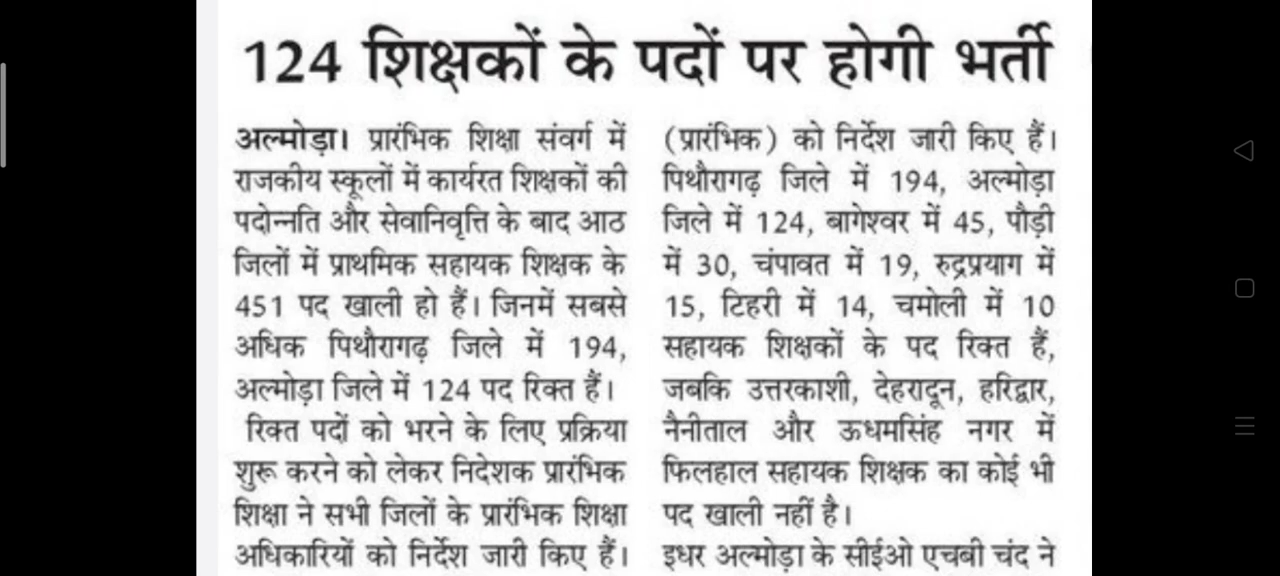 124 शिक्षकों के पदों पर होगी भर्ती
अल्मोड़ा। प्रारंभिक शिक्षा संवर्ग में
राजकीय स्कूलों में कार्यरत शिक्षकों की
पदोन्नति और सेवानिवृत्ति के बाद आठ
जिलों में प्राथमिक सहायक शिक्षक के
451 पद खाली हो हैं। जिनमें सबसे
अधिक पिथौरागढ़ जिले में 194,
अल्मोड़ा जिले में 124 पद रिक्त हैं।
रिक्त पदों को भरने के लिए प्रक्रिया
शुरू करने को लेकर निदेशक प्रारंभिक
शिक्षा ने सभी जिलों के प्रारंभिक शिक्षा
अधिकारियों को निर्देश जारी किए हैं।
(प्रारंभिक) को निर्देश जारी किए हैं।
पिथौरागढ़ जिले में 194, अल्मोड़ा
जिले में 124, बागेश्वर में 45, पौड़ी
में 30, चंपावत में 19, रुद्रप्रयाग में
15, टिहरी में 14, चमोली में 10
सहायक शिक्षकों के पद रिक्त हैं,
जबकि उत्तरकाशी, देहरादून, हरिद्वार,
नैनीताल और ऊधमसिंह नगर में
फिलहाल सहायक शिक्षक का कोई भी
पद खाली नहीं है।
इधर अल्मोड़ा के सीईओ एचबी चंद ने